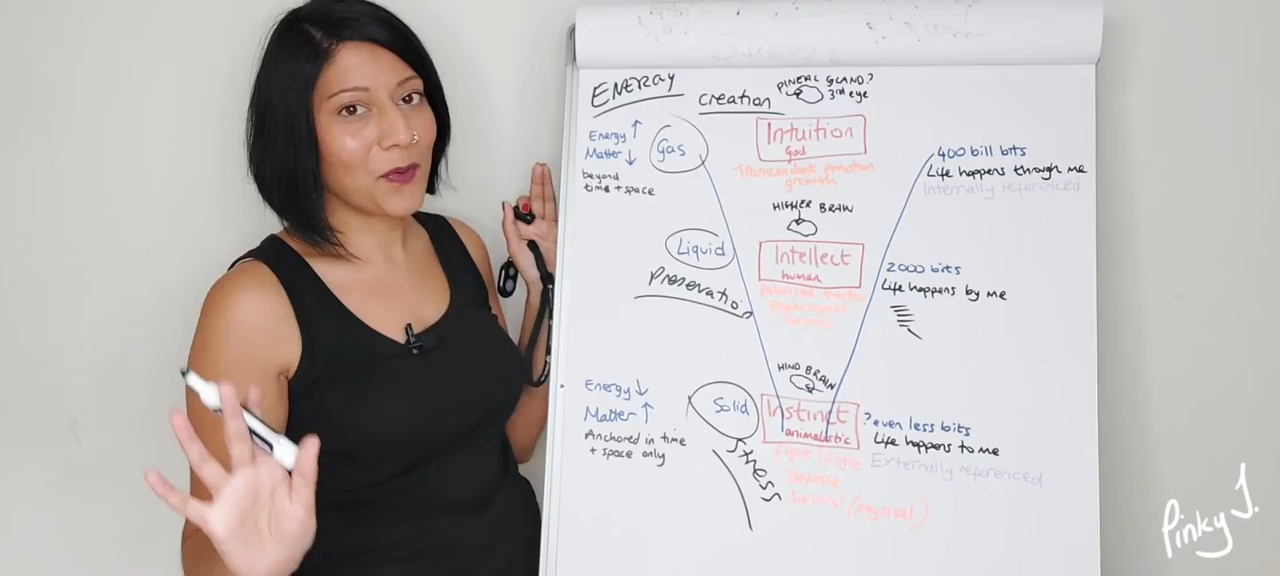 ENERGY
creation
PINEAL GLAND?
3rd eye
Energy ↑
Matter ↓
beyond
time + space
Gas
Intuition
God
Transcendent
growth
400 bill bits
Life happens through me
Internally referenced
HIGHER BRAIN
Liquid
Preservation
Intellect
human
2000 bits
Life happens by me
HIND BRAIN
Energy ↓
Matter ↑
Anchored in time
+ space only
Solid
Stress
Instinct
animalistic
? even less bits
Life happens to me
Externally referenced
fight /
Defense
Survival (physical)
Pinky J.